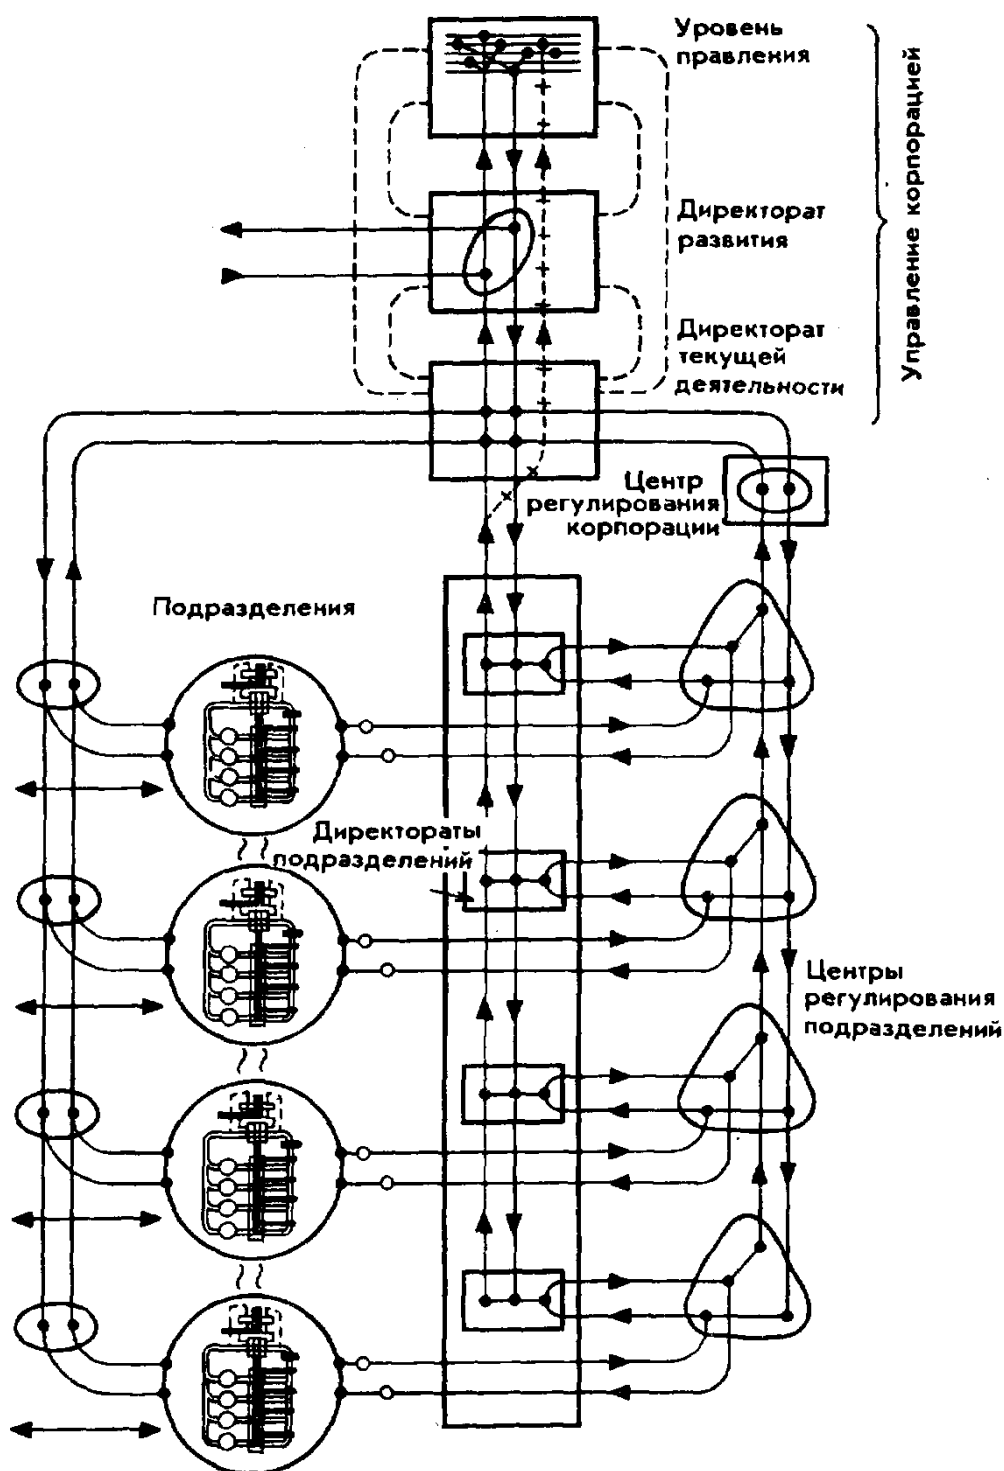 Уровень
правления
Директорат
развития
Директорат
текущей
деятельности
Управление корпорацией
Центр
регулирования
корпорации
Подразделения
Директораты
подразделений
Центры
регулирования
подразделений